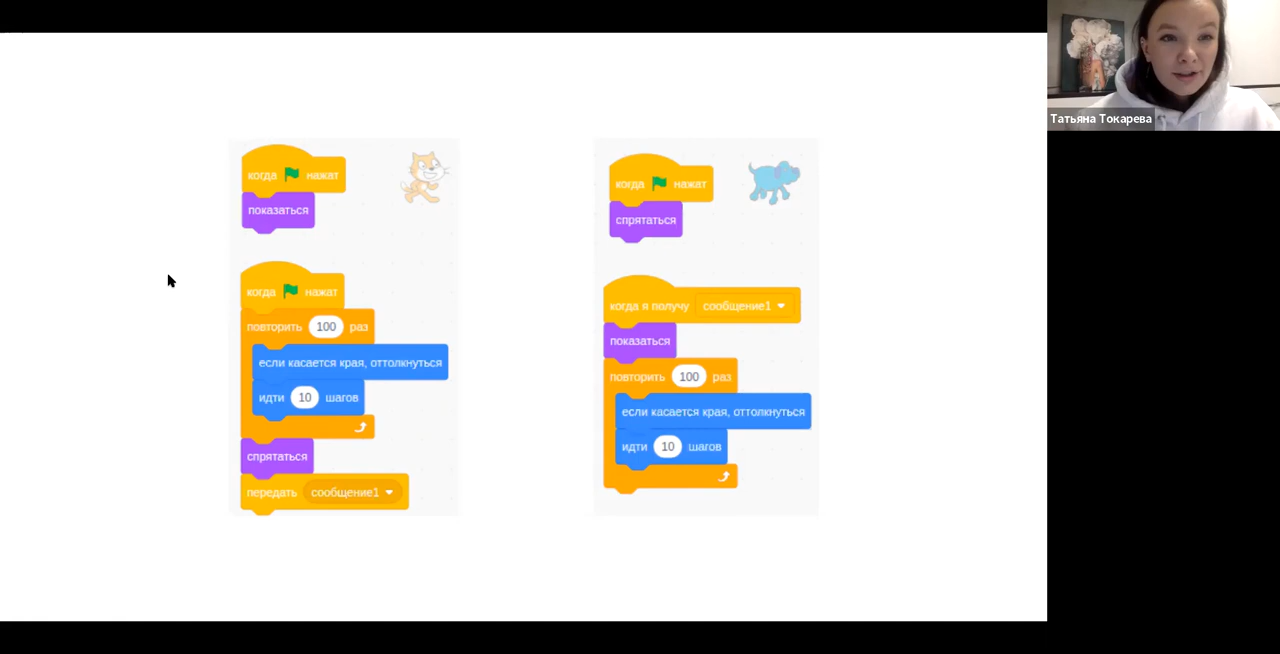 когда нажат
показаться
когда нажат
повторить 100 раз
если касается края, оттолкнуться
идти 10 шагов
спрятаться
передать сообщение1
когда нажат
спрятаться
когда я получу сообщение1
показаться
повторить 100 раз
если касается края, оттолкнуться
идти 10 шагов
Татьяна Токарева